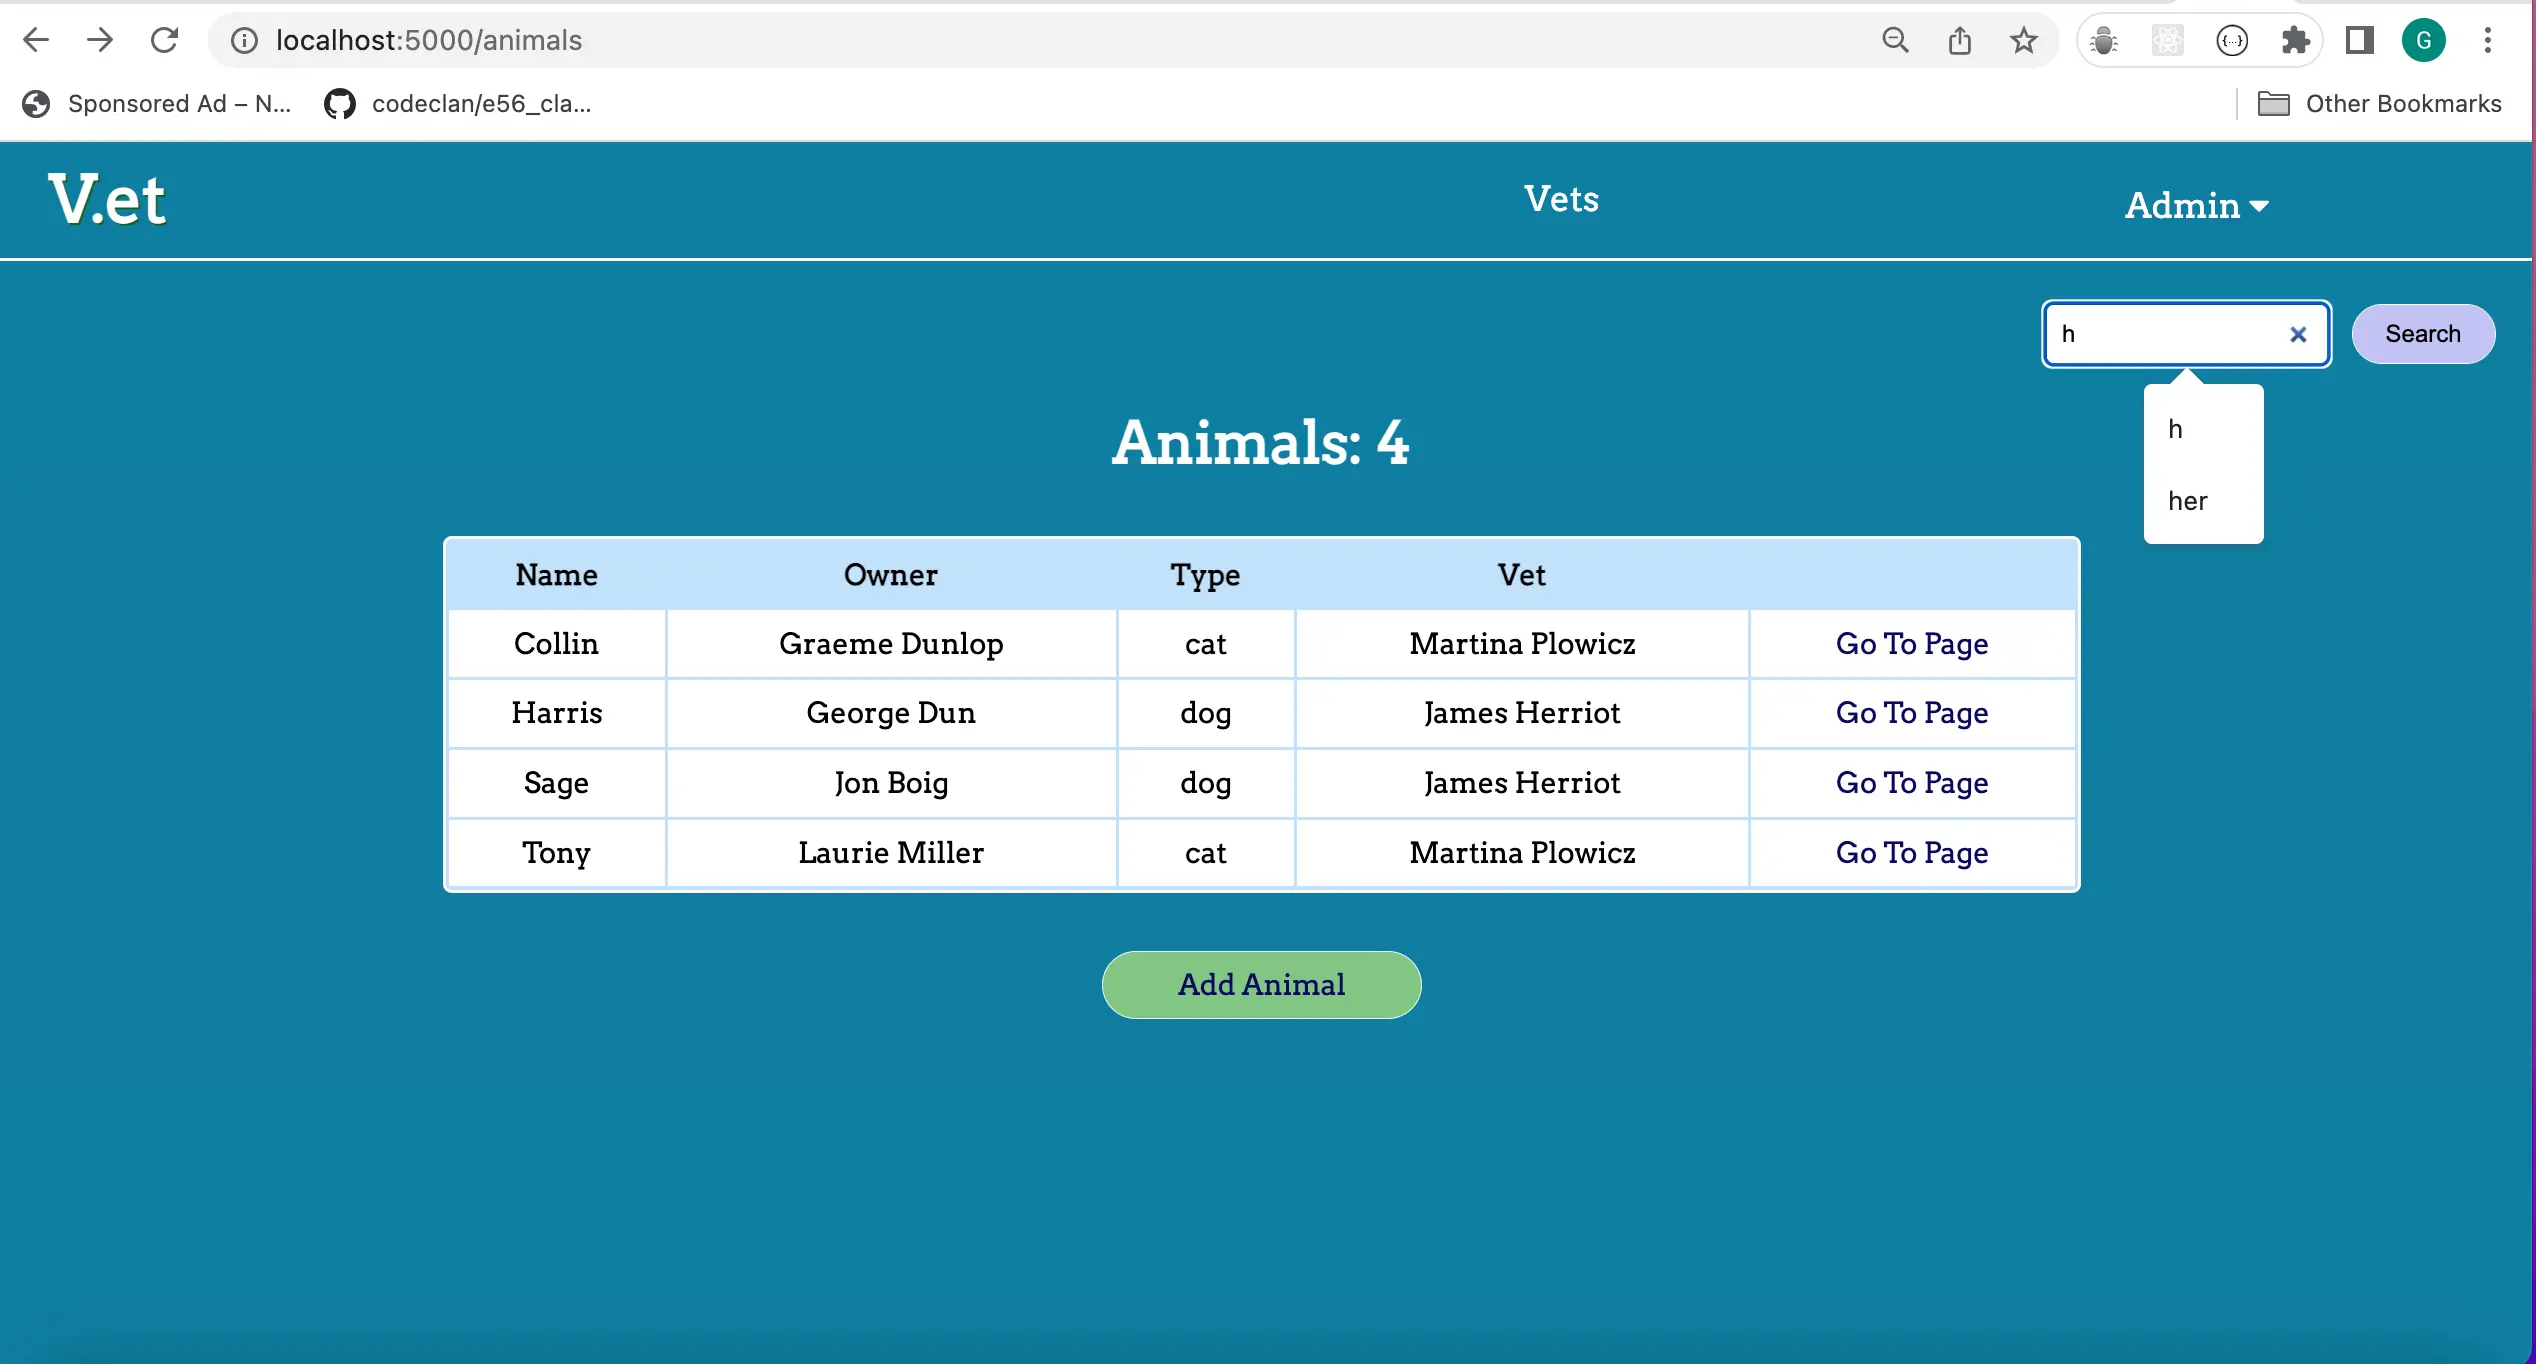 localhost:5000/animals
G
Sponsored Ad – N...
codeclan/e56_cla...
Other Bookmarks
V.et
Vets
Admin
h
Search
h
her
Animals: 4
Name Owner Type Vet
Collin Graeme Dunlop cat Martina Plowicz Go To Page
Harris George Dun dog James Herriot Go To Page
Sage Jon Boig dog James Herriot Go To Page
Tony Laurie Miller cat Martina Plowicz Go To Page
Add Animal